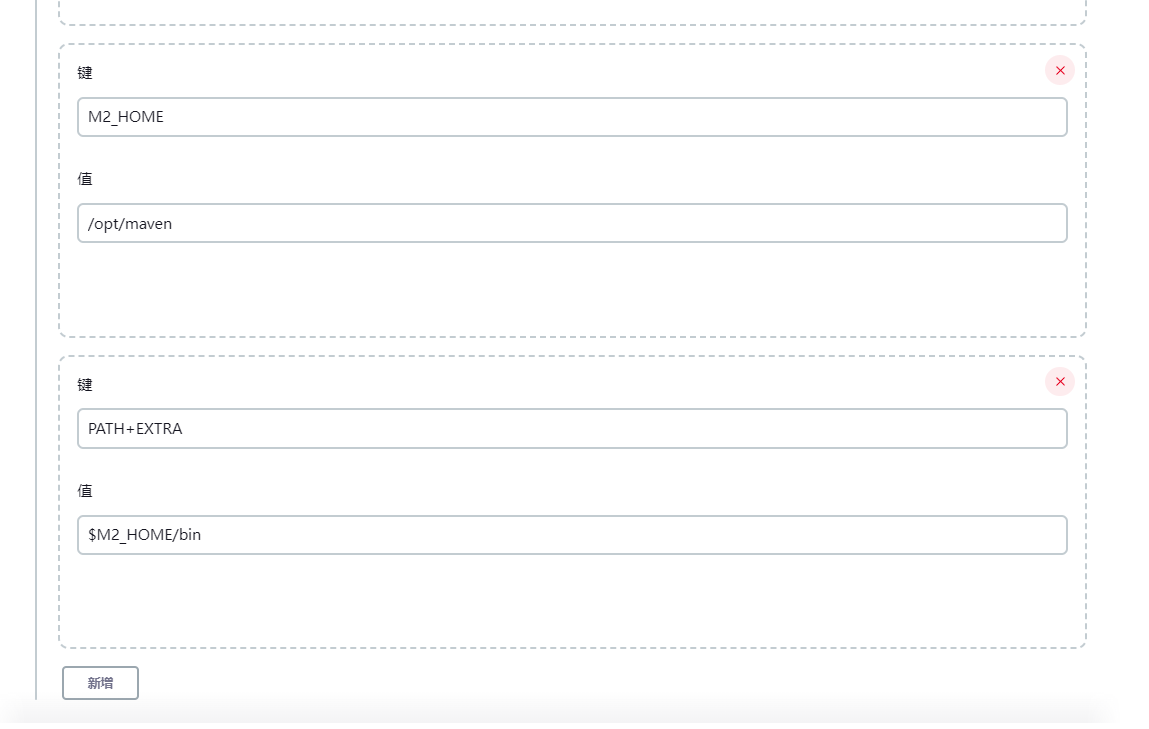 键
M2_HOME
值
/opt/maven
键
PATH+EXTRA
值
$M2_HOME/bin
新增